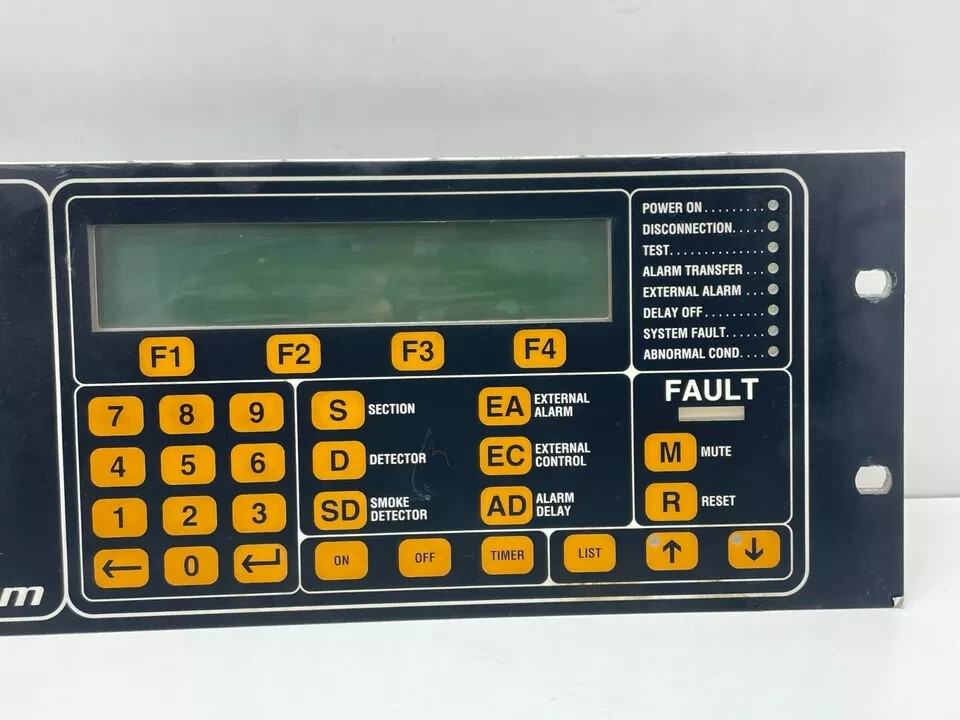 POWER ON.........
DISCONNECTION.....
TEST..............
ALARM TRANSFER ...
EXTERNAL ALARM ...
DELAY OFF.........
SYSTEM FAULT.....
ABNORMAL COND....
F1 F2 F3 F4
7 8 9
4 5 6
1 2 3
← 0 ↵
S SECTION
D DETECTOR
SD SMOKE
DETECTOR
EA EXTERNAL
ALARM
EC EXTERNAL
CONTROL
AD ALARM
DELAY
FAULT
M MUTE
R RESET
ON OFF TIMER LIST ↑ ↓